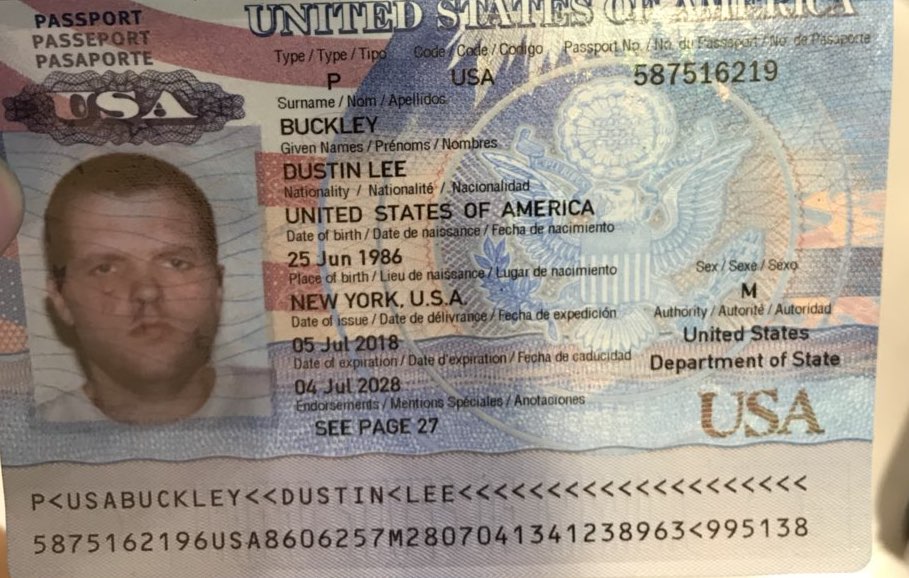 UNITED STATES OF AMERICA
PASSPORT
PASSEPORT
PASAPORTE
USA
Type / Type / Tipo Code / Code / Codigo Passport No. / No. du Passeport / No. de Pasaporte
P USA 587516219
Surname / Nom / Apellidos
BUCKLEY
Given Names / Prénoms / Nombres
DUSTIN LEE
Nationality / Nationalité / Nacionalidad
UNITED STATES OF AMERICA
Date of birth / Date de naissance / Fecha de nacimiento
25 Jun 1986
Place of birth / Lieu de naissance / Lugar de nacimiento
Sex / Sexe / Sexo
NEW YORK, U.S.A.
M
Date of issue / Date de délivrance / Fecha de expedición
Authority / Autorité / Autoridad
05 Jul 2018
United States
Date of expiration / Date d'expiration / Fecha de caducidad
Department of State
04 Jul 2028
Endorsements / Mentions Spéciales / Anotaciones
SEE PAGE 27
USA
P<USABUCKLEY<<DUSTIN<LEE<<<<<<<<<<<<<<<<<<<<
5875162196USA8606257M2807041341238963<995138